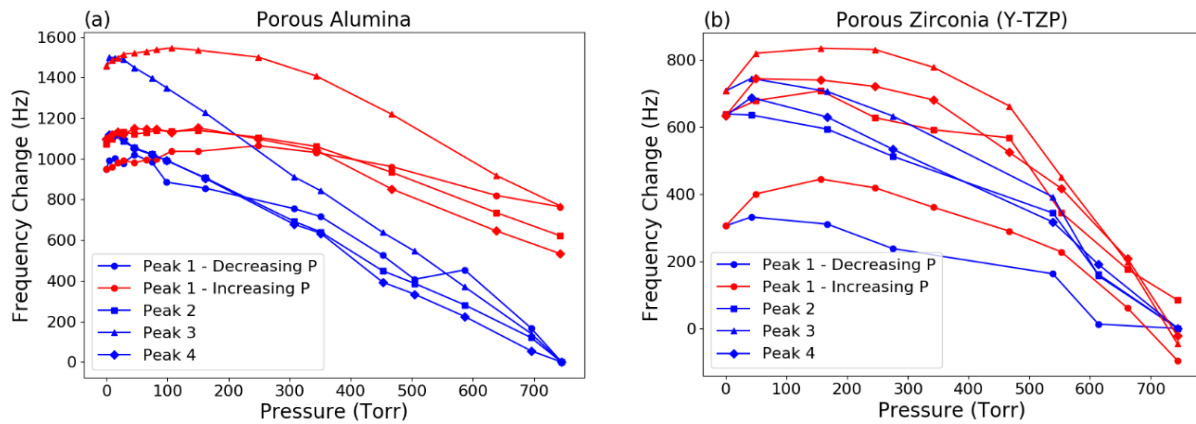 (a) Porous Alumina
1600
1400
1200
1000
800
600
400
200
0
Frequency Change (Hz)
Peak 1 - Decreasing P
Peak 1 - Increasing P
Peak 2
Peak 3
Peak 4
0 100 200 300 400 500 600 700
Pressure (Torr)
(b) Porous Zirconia (Y-TZP)
800
600
400
200
0
Frequency Change (Hz)
Peak 1 - Decreasing P
Peak 1 - Increasing P
Peak 2
Peak 3
Peak 4
0 100 200 300 400 500 600 700
Pressure (Torr)